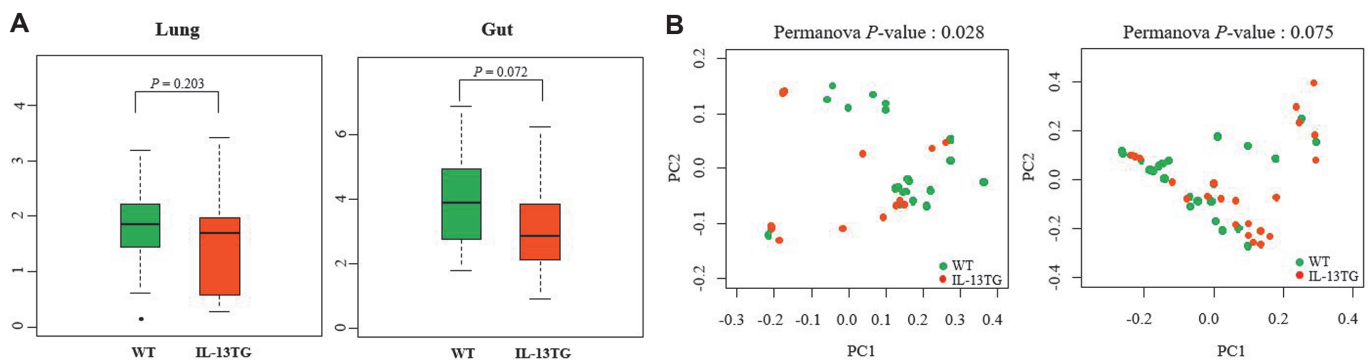 A
Lung
P = 0.203
4
3
2
1
0
WT
IL-13TG
Gut
P = 0.072
6
4
2
0
WT
IL-13TG
B
Permanova P-value : 0.028
PC2
0.2
0.1
0.0
-0.1
-0.2
WT
IL-13TG
-0.3
-0.2
-0.1
0.0
0.1
0.2
0.3
0.4
PC1
Permanova P-value : 0.075
PC2
0.4
0.2
0.0
-0.2
-0.4
WT
IL-13TG
-0.2
0.0
0.2
0.4
PC1